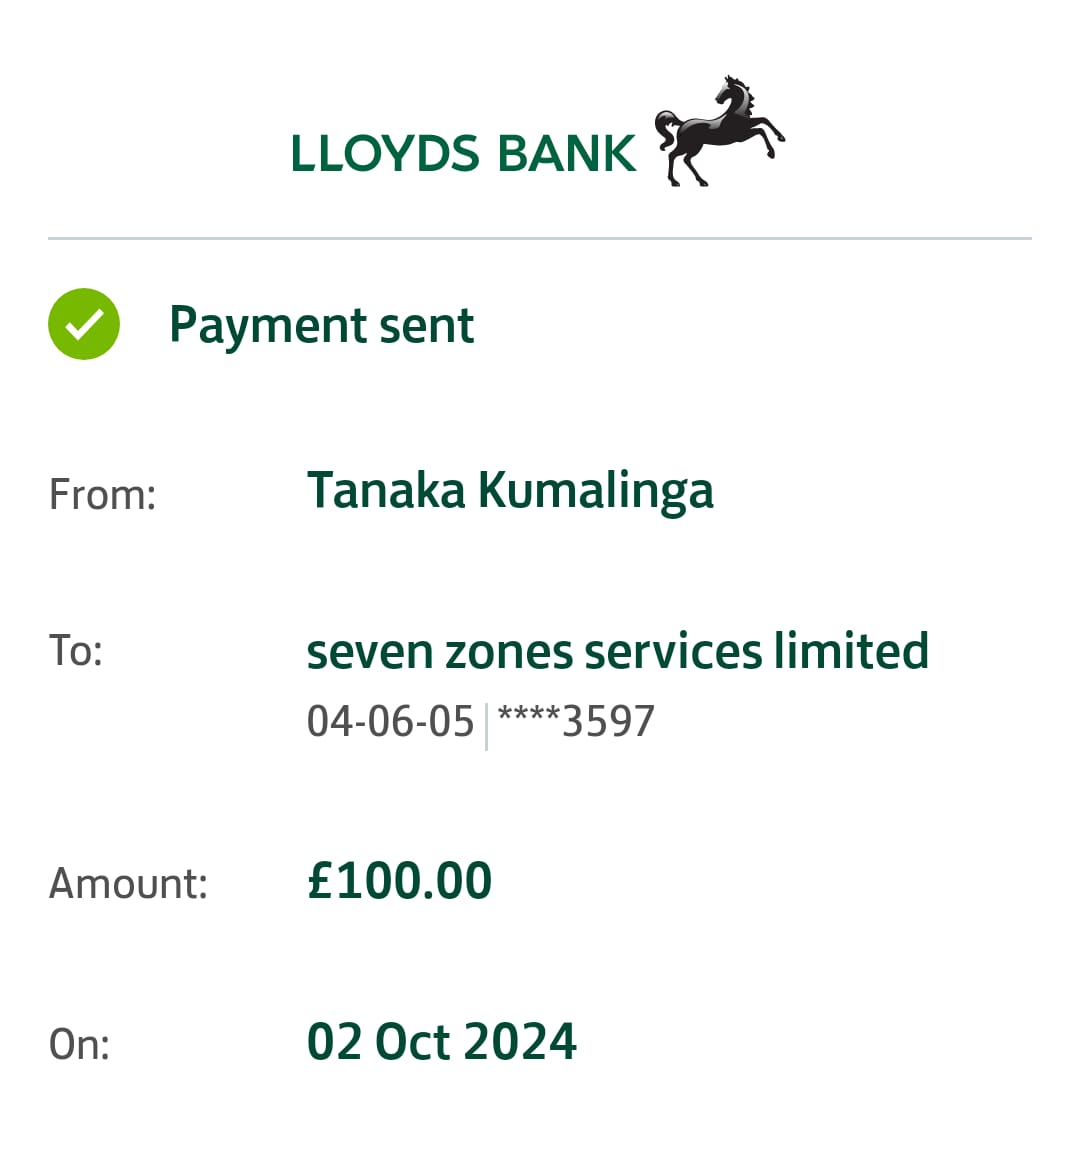 LLOYDS BANK
Payment sent
From: Tanaka Kumalinga
To: seven zones services limited
04-06-05 | ****3597
Amount: £100.00
On: 02 Oct 2024